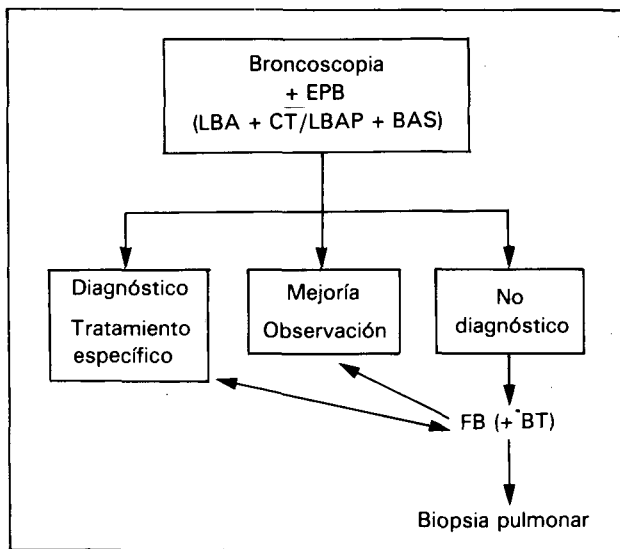 Broncoscopia
+ EPB
(LBA + CT/LBAP + BAS)
Diagnóstico
Tratamiento
específico
Mejoría
Observación
No
diagnóstico
FB (+ BT)
Biopsia pulmonar